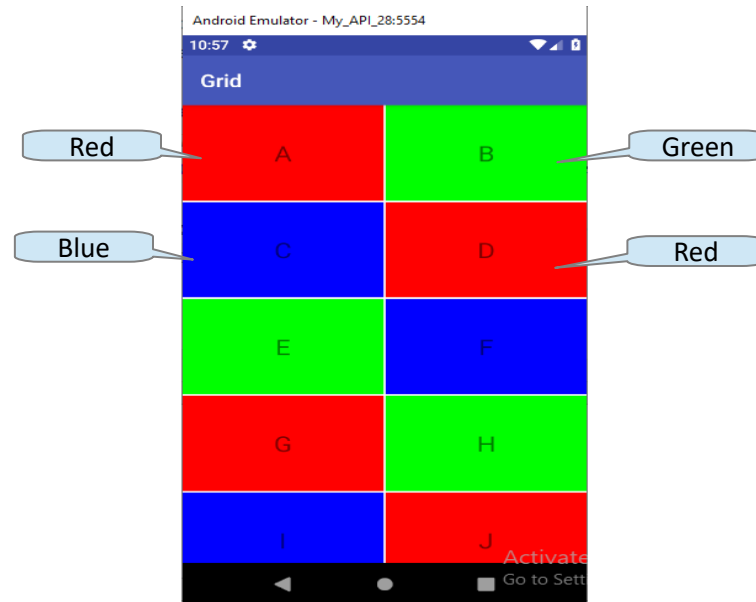 Android Emulator - My_API_28:5554
10:57
Grid
Red
A
B
Green
Blue
C
D
Red
E
F
G
H
I
J
Activate
Go to Sett